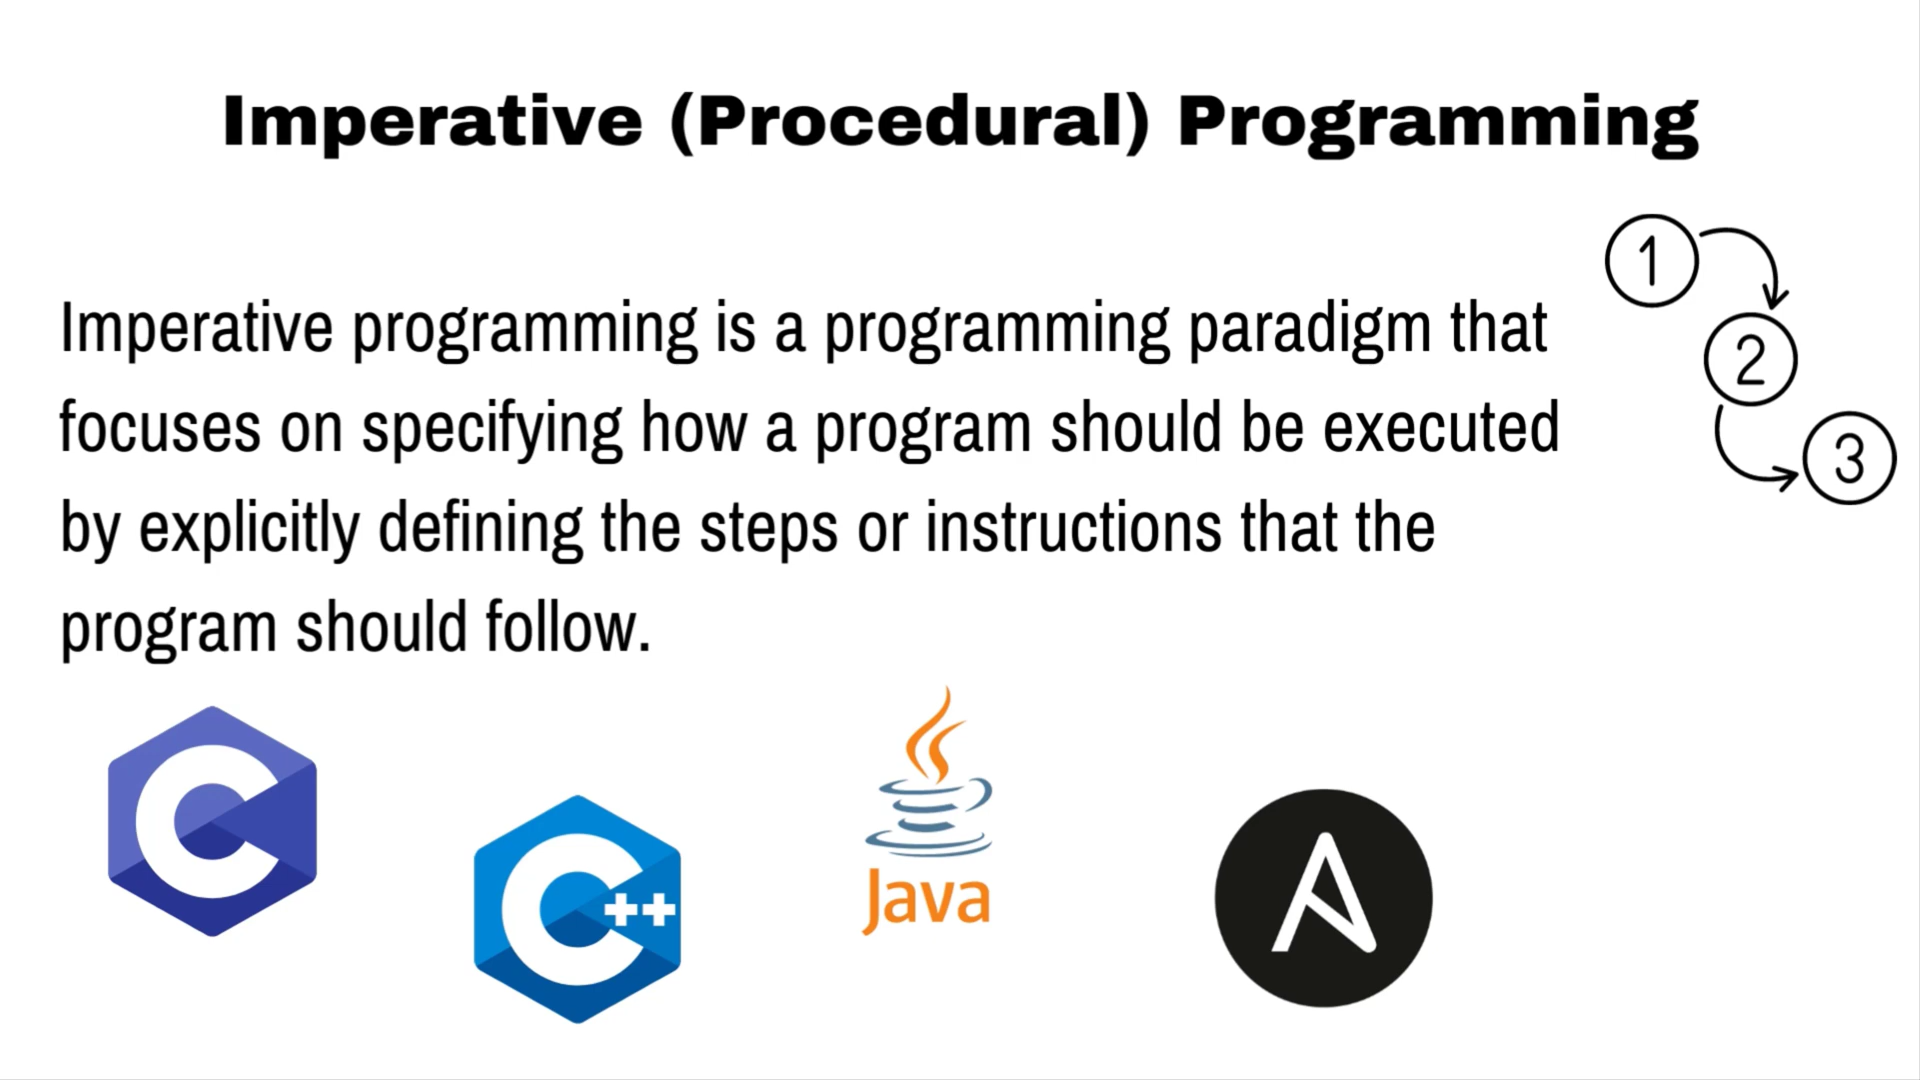 Imperative (Procedural) Programming
1
2
3
Imperative programming is a programming paradigm that
focuses on specifying how a program should be executed
by explicitly defining the steps or instructions that the
program should follow.
C
C++
Java
A